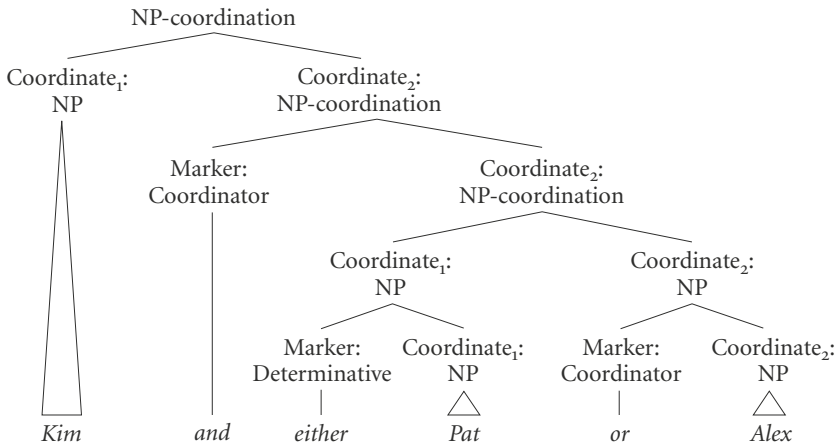 NP-coordination
Coordinate₁: Coordinate₂:
NP NP-coordination
Marker: Coordinate₂:
Coordinator NP-coordination
Coordinate₁: Coordinate₂:
NP NP
Marker: Coordinate₁: Marker: Coordinate₂:
Determinative NP Coordinator NP
Kim and either Pat or Alex